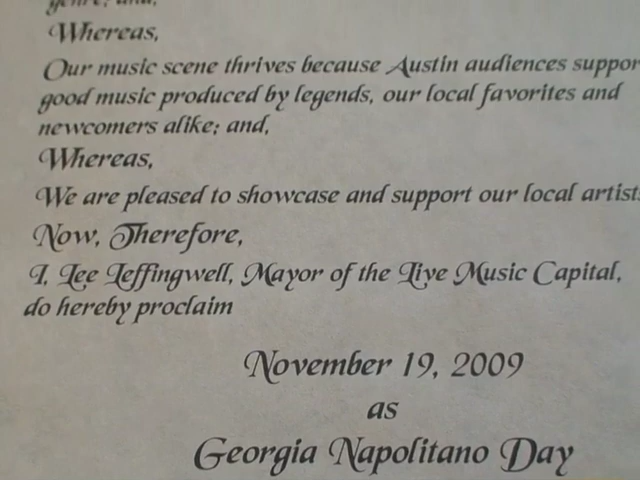 genre; and,
Whereas,
Our music scene thrives because Austin audiences suppor
good music produced by legends, our local favorites and
newcomers alike; and,
Whereas,
We are pleased to showcase and support our local artist
Now, Therefore,
I, Lee Leffingwell, Mayor of the Live Music Capital,
do hereby proclaim
November 19, 2009
as
Georgia Napolitano Day